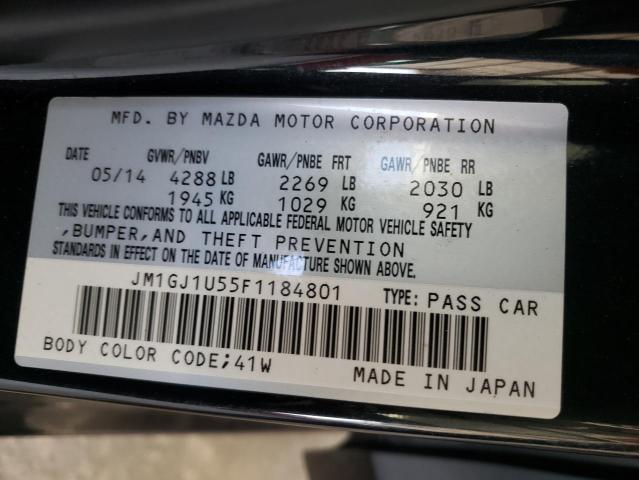 MFD. BY MAZDA MOTOR CORPORATION
DATE GVWR/PNBV GAWR/PNBE FRT GAWR/PNBE RR
05/14 4288 LB 2269 LB 2030 LB
1945 KG 1029 KG 921 KG
THIS VEHICLE CONFORMS TO ALL APPLICABLE FEDERAL MOTOR VEHICLE SAFETY
,BUMPER,AND THEFT PREVENTION
STANDARDS IN EFFECT ON THE DATE OF MANUFACTURE SHOWN ABOVE.
JM1GJ1U55F1184801 TYPE: PASS CAR
BODY COLOR CODE;41W MADE IN JAPAN